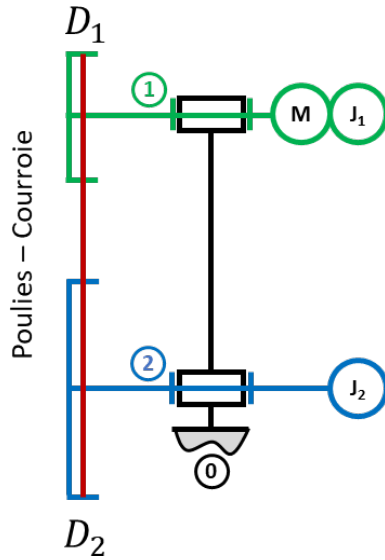 D₁
1
M
J₁
Poulies – Courroie
2
J₂
0
D₂